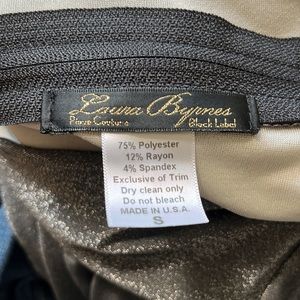 Laura Byrnes
Pinup Couture Black Label
75% Polyester
12% Rayon
4% Spandex
Exclusive of Trim
Dry clean only
Do not bleach
MADE IN U.S.A.
S